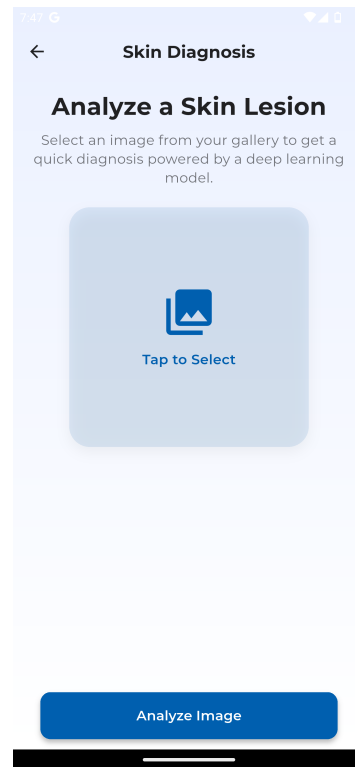 7:47 G
Skin Diagnosis
Analyze a Skin Lesion
Select an image from your gallery to get a
quick diagnosis powered by a deep learning
model.
Tap to Select
Analyze Image